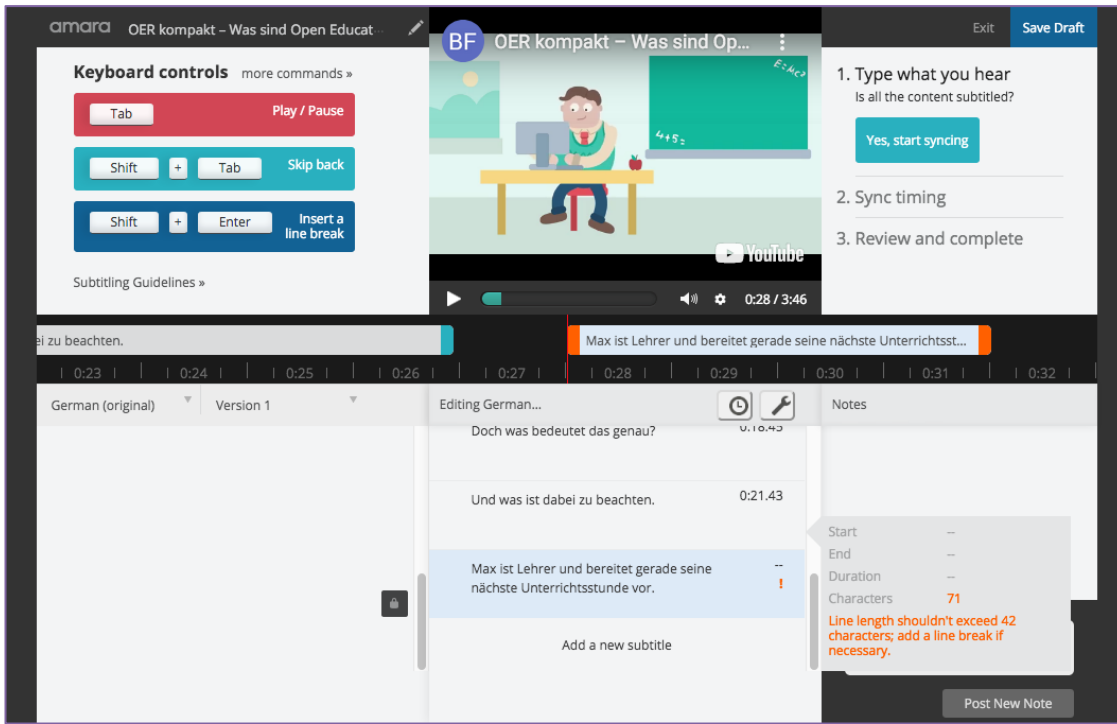 amara OER kompakt – Was sind Open Educat
Keyboard controls more commands »
Tab Play / Pause
Shift + Tab Skip back
Shift + Enter Insert a
line break
Subtitling Guidelines »
BF OER kompakt – Was sind Op...
E=Mc²
4+5=
YouTube
0:28 / 3:46
Exit Save Draft
1. Type what you hear
Is all the content subtitled?
Yes, start syncing
2. Sync timing
3. Review and complete
ei zu beachten.
Max ist Lehrer und bereitet gerade seine nächste Unterrichtsst...
0:23 0:24 0:25 0:26 0:27 0:28 0:29 0:30 0:31 0:32
German (original) Version 1
Editing German...
Notes
Doch was bedeutet das genau? 0:18.45
Und was ist dabei zu beachten. 0:21.43
Max ist Lehrer und bereitet gerade seine --
nächste Unterrichtsstunde vor. !
Add a new subtitle
Start --
End --
Duration --
Characters 71
Line length shouldn't exceed 42
characters; add a line break if
necessary.
Post New Note